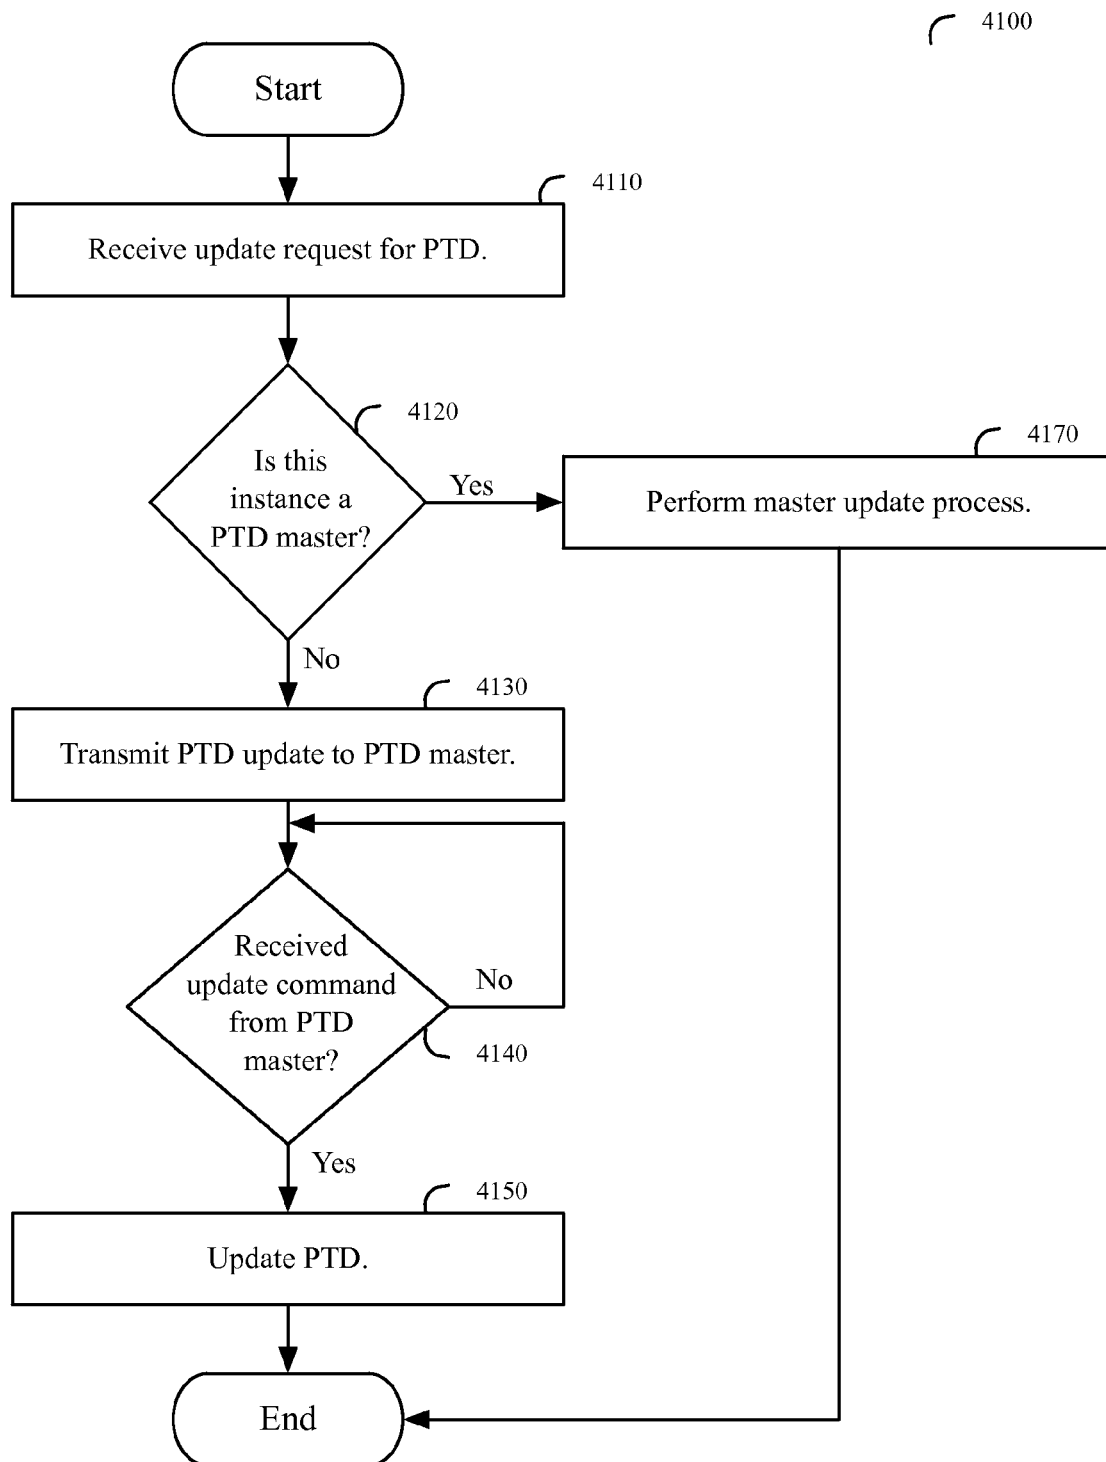 4100
Start
4110
Receive update request for PTD.
4120
Is this
instance a
PTD master?
Yes
4170
Perform master update process.
No
4130
Transmit PTD update to PTD master.
Received
update command
from PTD
master?
No
4140
Yes
4150
Update PTD.
End